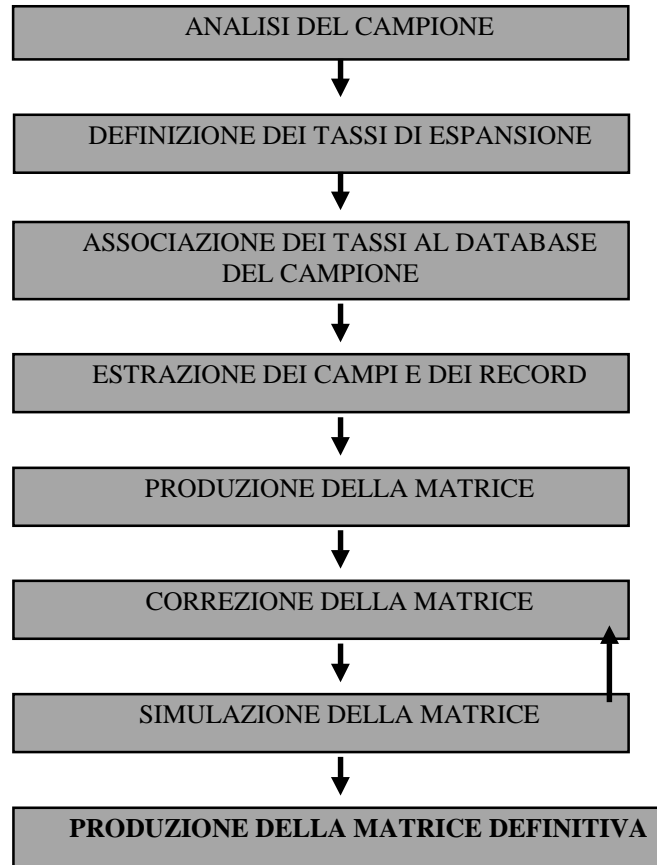 ANALISI DEL CAMPIONE
DEFINIZIONE DEI TASSI DI ESPANSIONE
ASSOCIAZIONE DEI TASSI AL DATABASE
DEL CAMPIONE
ESTRAZIONE DEI CAMPI E DEI RECORD
PRODUZIONE DELLA MATRICE
CORREZIONE DELLA MATRICE
SIMULAZIONE DELLA MATRICE
PRODUZIONE DELLA MATRICE DEFINITIVA